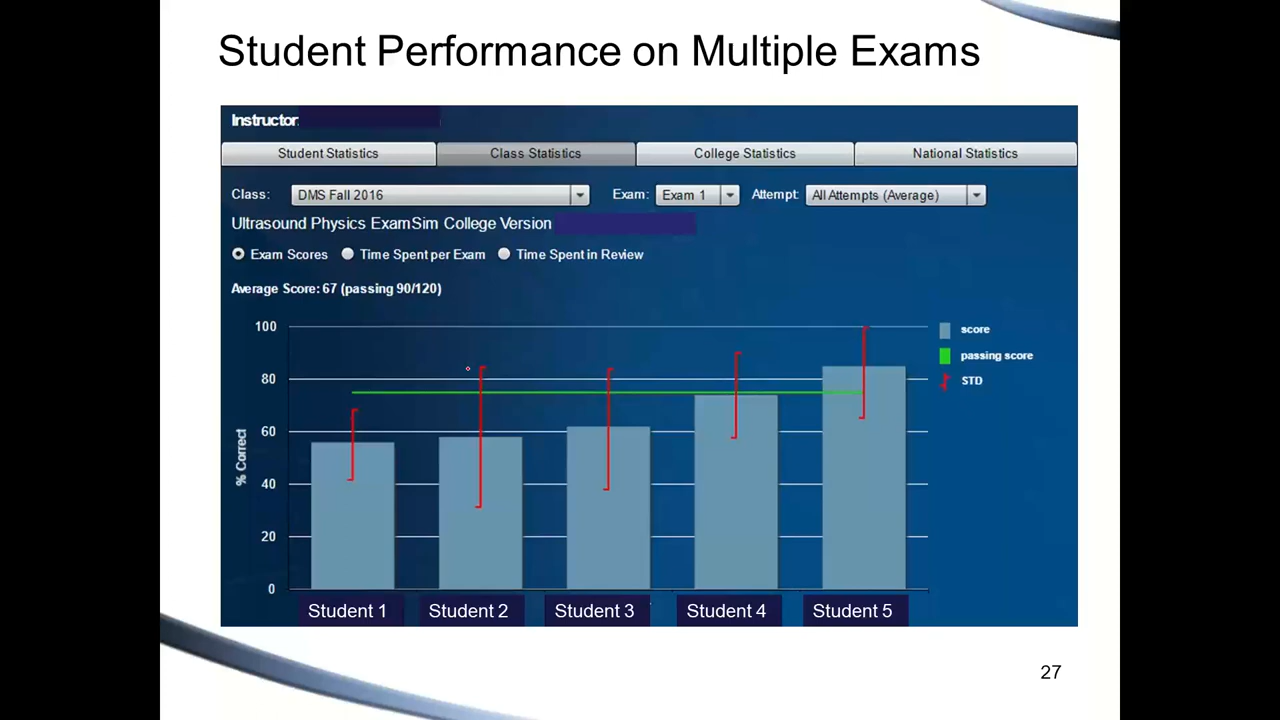 Student Performance on Multiple Exams
Instructor:
Student Statistics Class Statistics College Statistics National Statistics
Class: DMS Fall 2016 Exam: Exam 1 Attempt: All Attempts (Average)
Ultrasound Physics ExamSim College Version
Exam Scores Time Spent per Exam Time Spent in Review
Average Score: 67 (passing 90/120)
100
80
60
40
20
0
% Correct
score
passing score
STD
Student 1 Student 2 Student 3 Student 4 Student 5
27